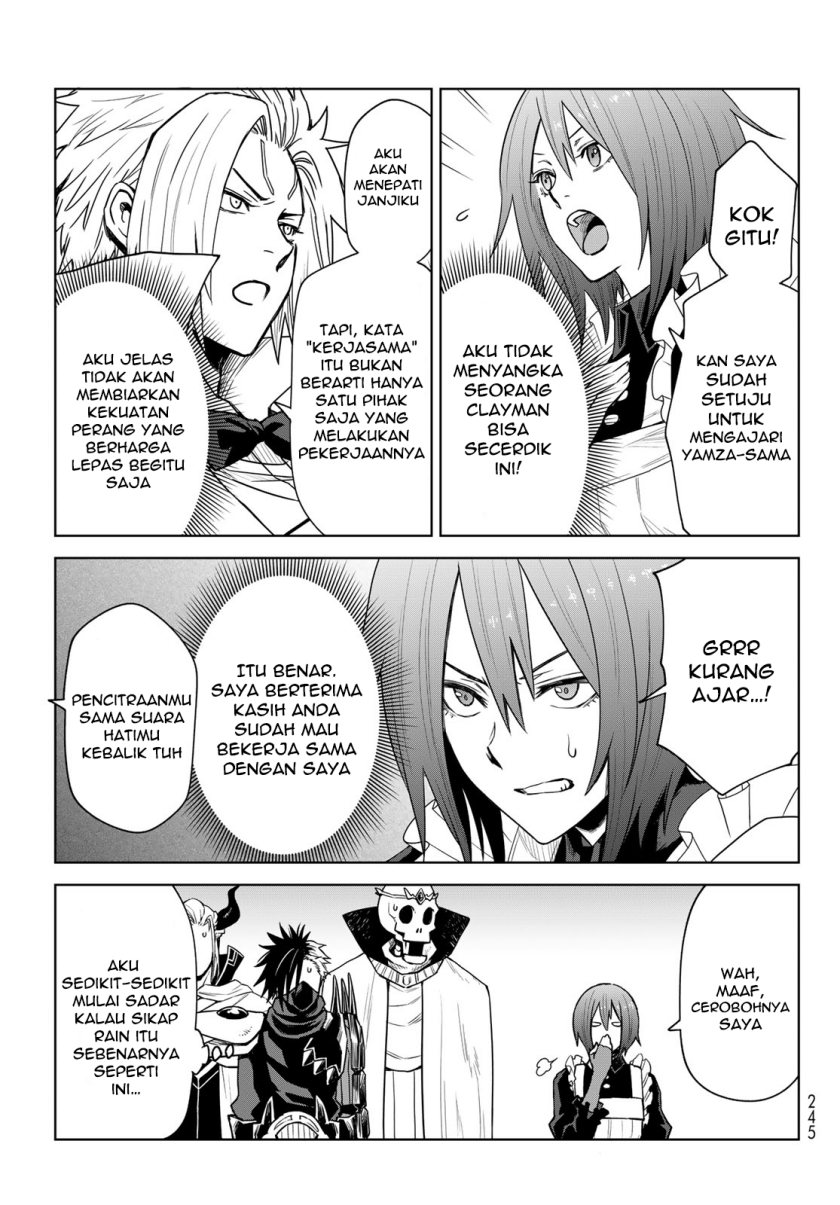 KOK
GITU!
KAN SAYA
SUDAH
SETUJU
UNTUK
MENGAJARI
YAMZA-SAMA
AKU TIDAK
MENYANGKA
SEORANG
CLAYMAN
BISA
SECERDIK
INI!
AKU
AKAN
MENEPATI
JANJIKU
TAPI, KATA
"KERJASAMA"
ITU BUKAN
BERARTI HANYA
SATU PIHAK
SAJA YANG
MELAKUKAN
PEKERJAANNYA
AKU JELAS
TIDAK AKAN
MEMBIARKAN
KEKUATAN
PERANG YANG
BERHARGA
LEPAS BEGITU
SAJA
GRRR
KURANG
AJAR...!
ITU BENAR.
SAYA BERTERIMA
KASIH ANDA
SUDAH MAU
BEKERJA SAMA
DENGAN SAYA
PENCITRAANMU
SAMA SUARA
HATIMU
KEBALIK TUH
WAH,
MAAF,
CEROBOHNYA
SAYA
AKU
SEDIKIT-SEDIKIT
MULAI SADAR
KALAU SIKAP
RAIN ITU
SEBENARNYA
SEPERTI
INI...
245